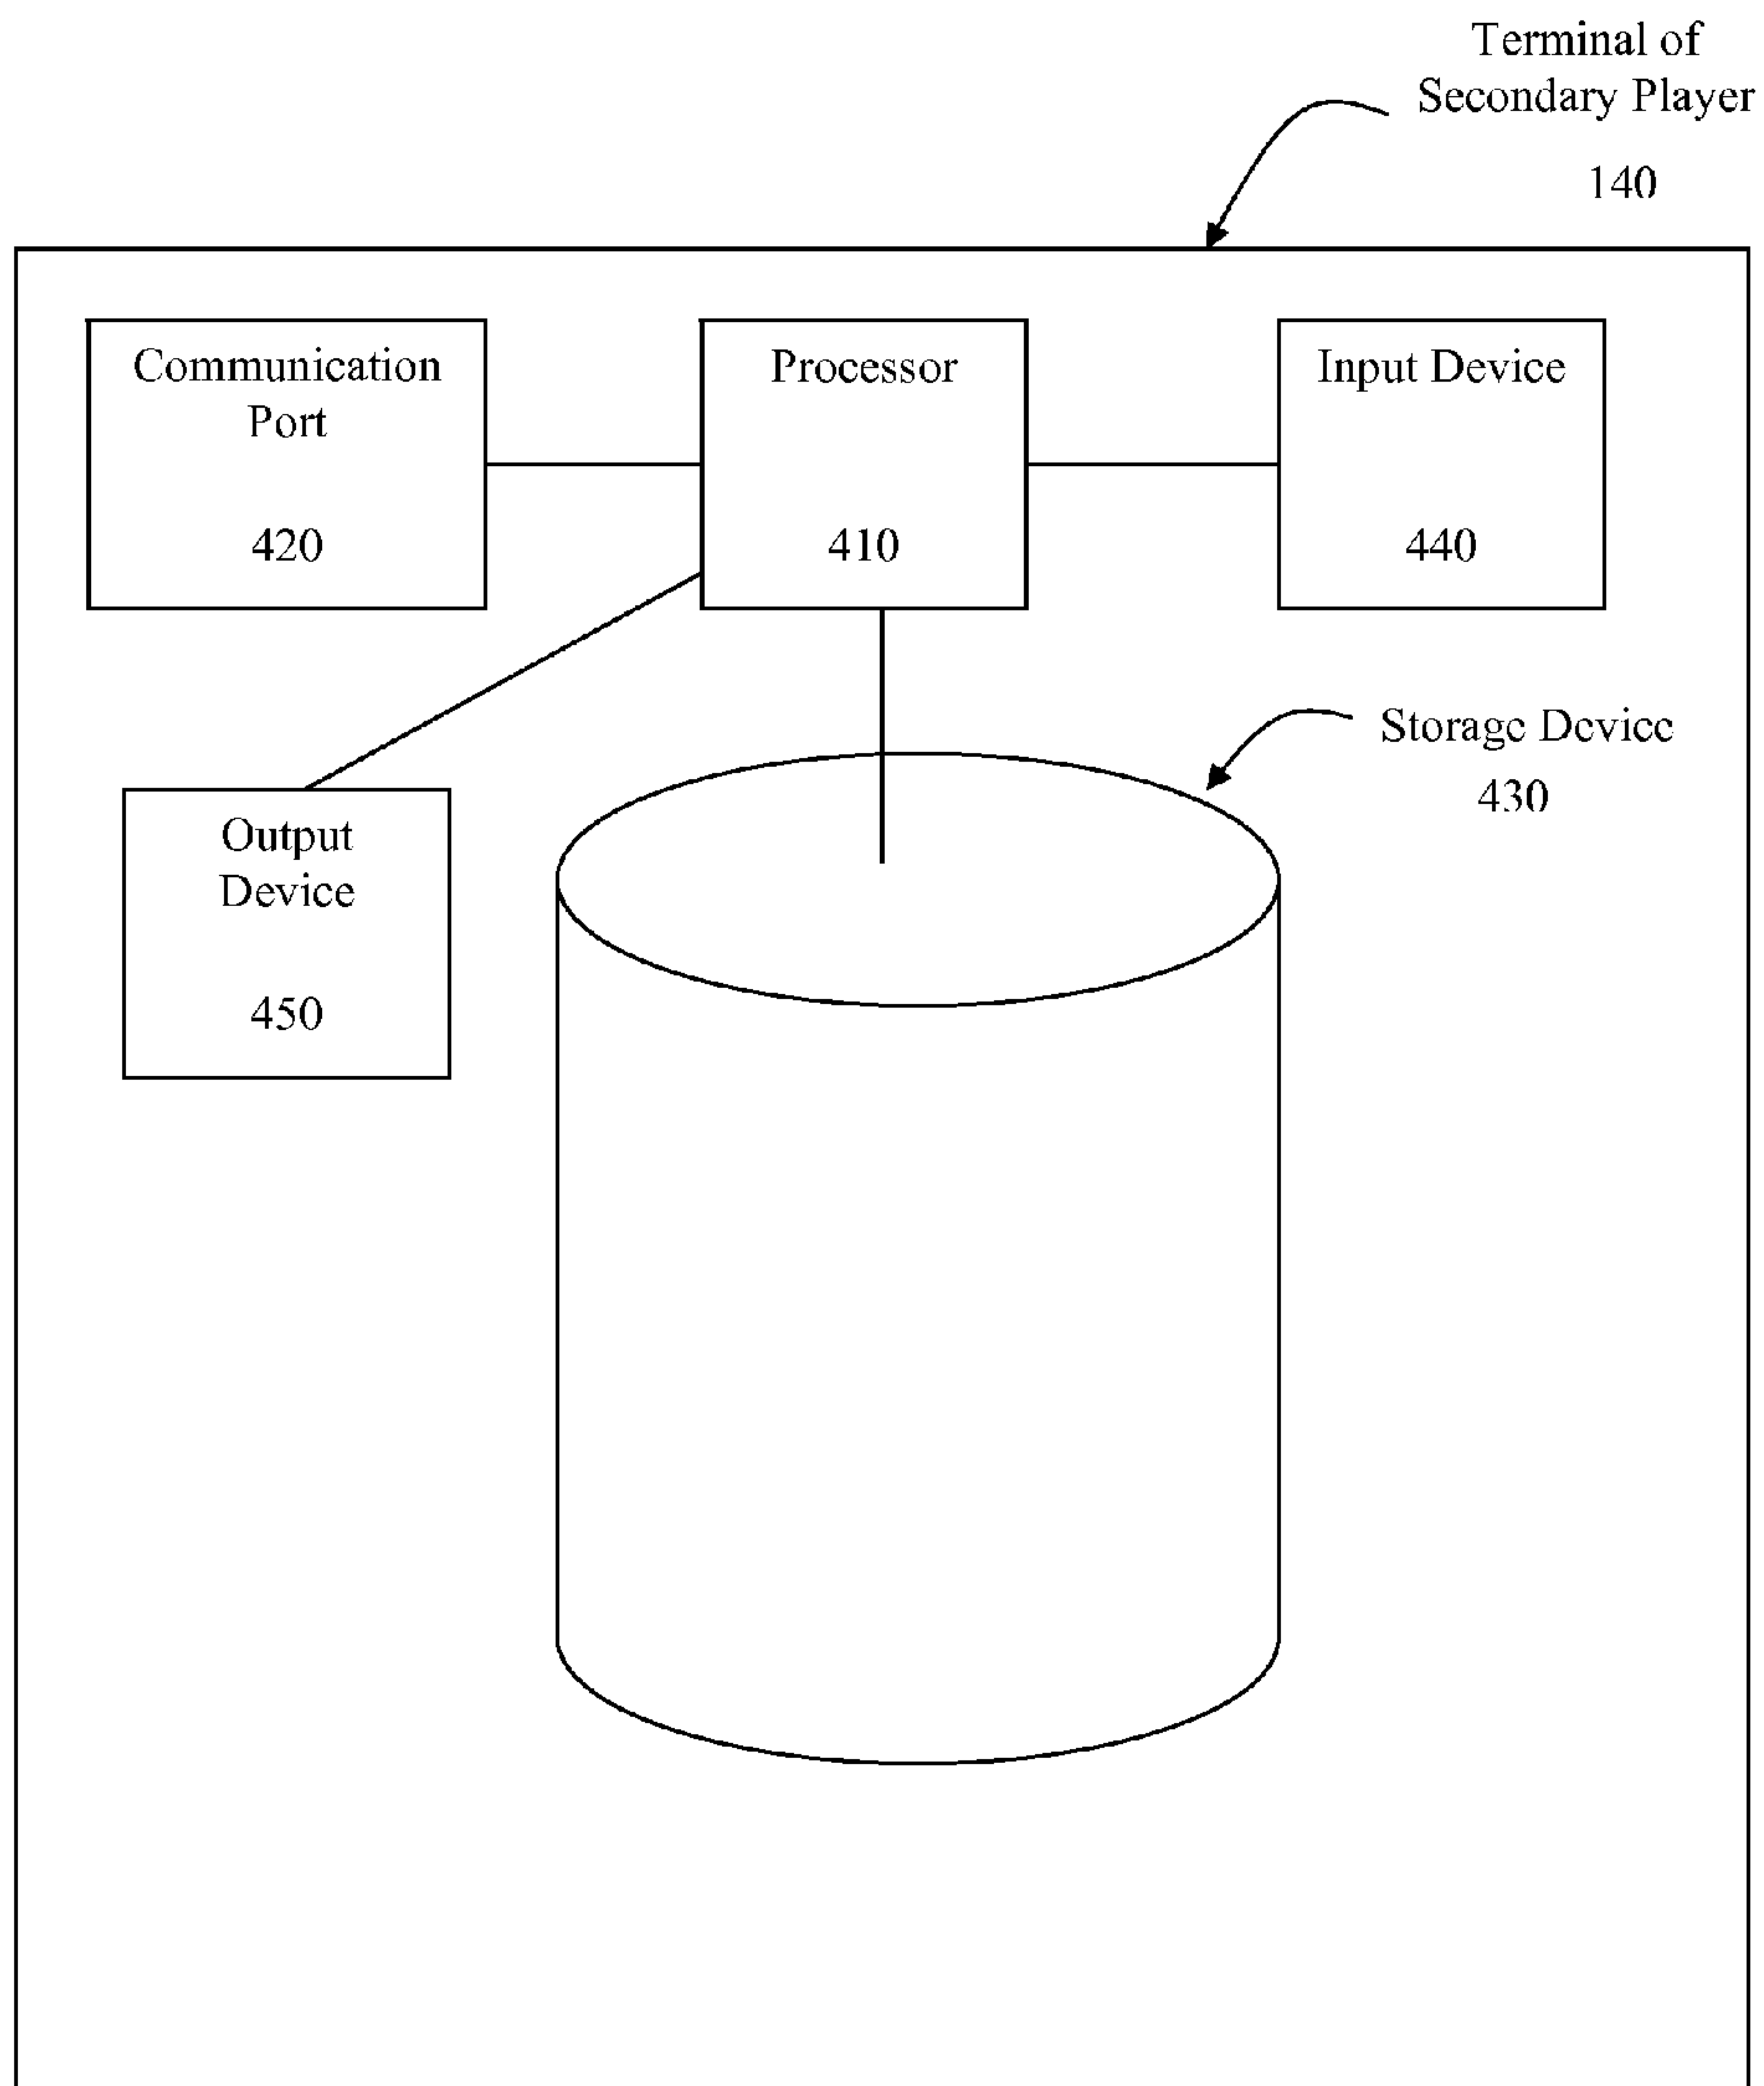 Terminal of
Secondary Player
140
Communication
Port
420
Processor
410
Input Device
440
Storage Device
430
Output
Device
450